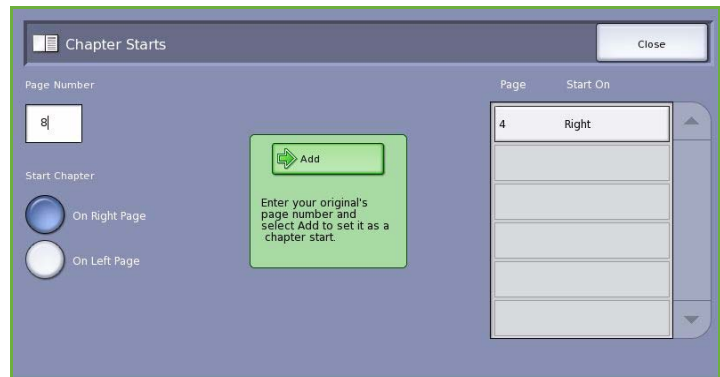 Chapter Starts
Close
Page Number
Page Start On
8
4 Right
Add
Start Chapter
Enter your original's
page number and
select Add to set it as a
chapter start.
On Right Page
On Left Page